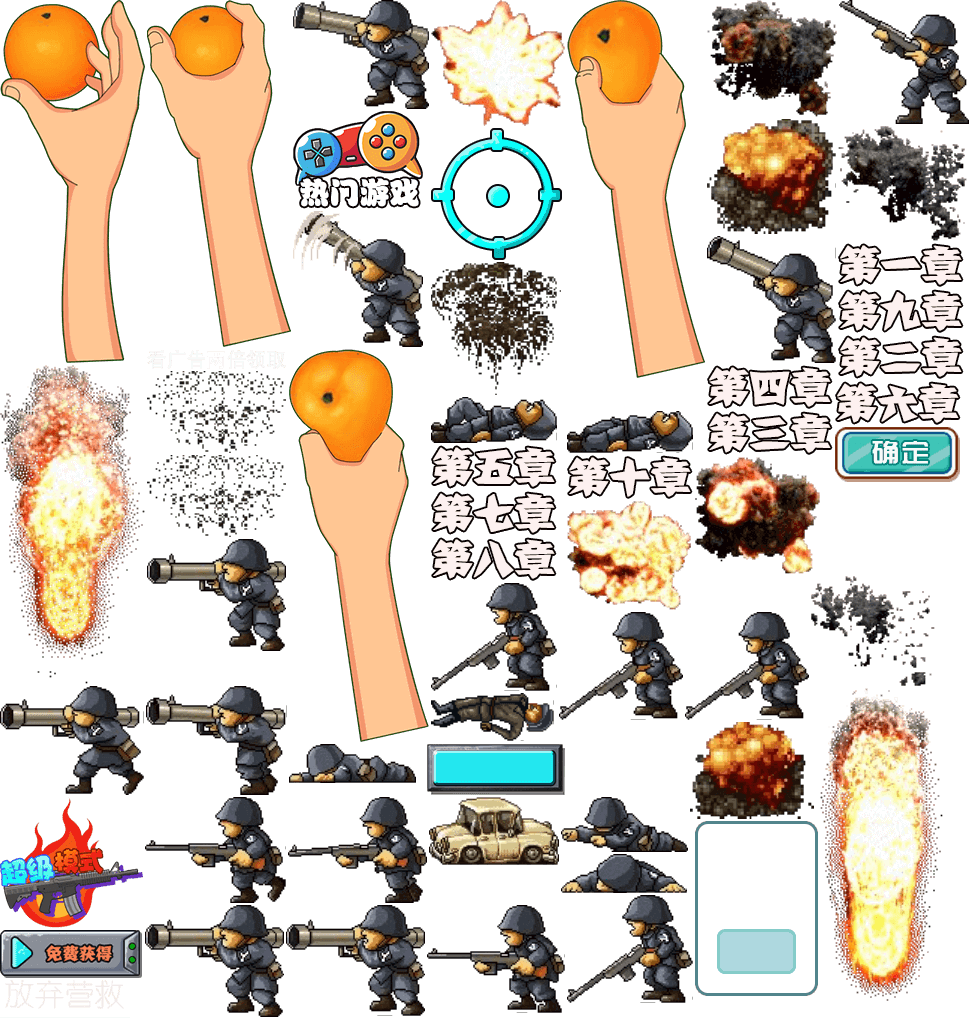 热门游戏
第一章
第九章
第二章
第六章
看广告两倍领取
第四章
第三章
确定
第五章
第七章
第八章
第十章
超级模式
免费获得
放弃营救